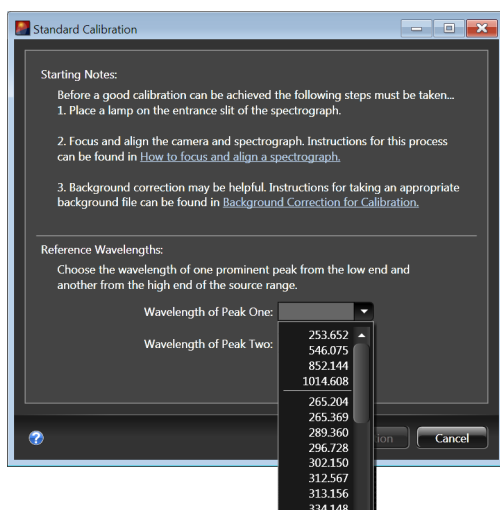 Standard Calibration
Starting Notes:
Before a good calibration can be achieved the following steps must be taken...
1. Place a lamp on the entrance slit of the spectrograph.
2. Focus and align the camera and spectrograph. Instructions for this process
can be found in How to focus and align a spectrograph.
3. Background correction may be helpful. Instructions for taking an appropriate
background file can be found in Background Correction for Calibration.
Reference Wavelengths:
Choose the wavelength of one prominent peak from the low end and
another from the high end of the source range.
Wavelength of Peak One:
Wavelength of Peak Two:
253.652
546.075
852.144
1014.608
265.204
265.369
289.360
296.728
302.150
312.567
313.156
334.148
Cancel